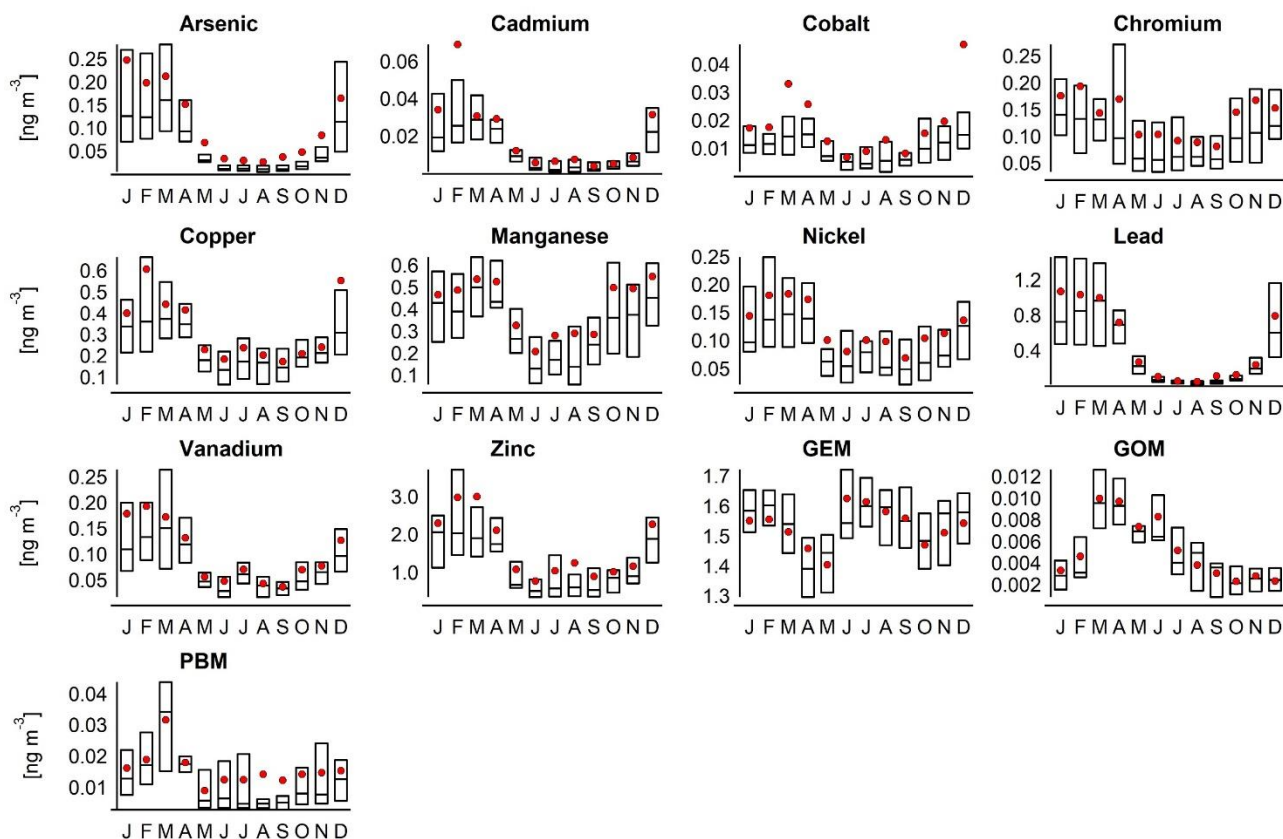 Arsenic Cadmium Cobalt Chromium
[ng m⁻³]
0.25 0.20 0.15 0.10 0.05
0.06 0.04 0.02
0.04 0.03 0.02 0.01
0.25 0.20 0.15 0.10 0.05
J F M A M J J A S O N D J F M A M J J A S O N D J F M A M J J A S O N D J F M A M J J A S O N D
Copper Manganese Nickel Lead
[ng m⁻³]
0.6 0.5 0.4 0.3 0.2 0.1
0.6 0.5 0.4 0.3 0.2 0.1
0.25 0.20 0.15 0.10 0.05
1.2 0.8 0.4
J F M A M J J A S O N D J F M A M J J A S O N D J F M A M J J A S O N D J F M A M J J A S O N D
Vanadium Zinc GEM GOM
[ng m⁻³]
0.25 0.20 0.15 0.10 0.05
3.0 2.0 1.0
1.7 1.6 1.5 1.4 1.3
0.012 0.010 0.008 0.006 0.004 0.002
J F M A M J J A S O N D J F M A M J J A S O N D J F M A M J J A S O N D J F M A M J J A S O N D
PBM
[ng m⁻³]
0.04 0.03 0.02 0.01
J F M A M J J A S O N D